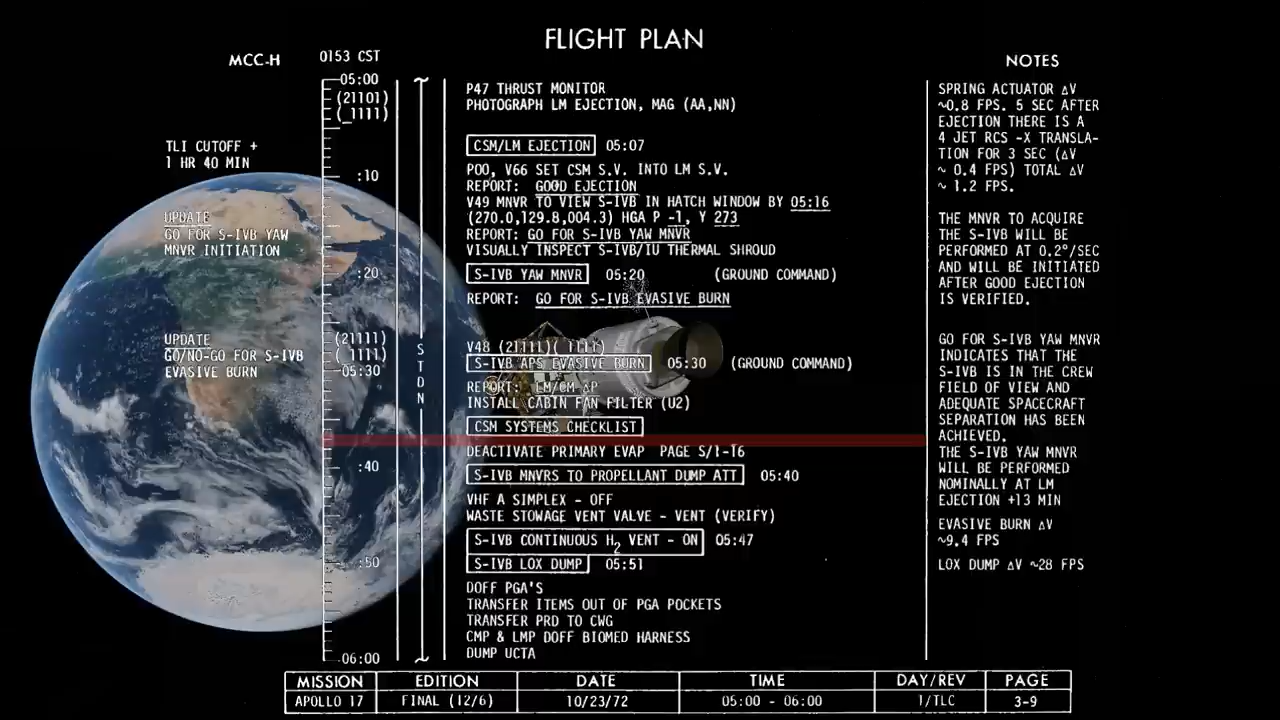 FLIGHT PLAN
MCC-H
0153 CST
NOTES
05:00
(21101)
(_1111)
TLI CUTOFF +
1 HR 40 MIN
:10
UPDATE
GO FOR S-IVB YAW
MNVR INITIATION
:20
UPDATE
GO/NO-GO FOR S-IVB
EVASIVE BURN
(21111)
(_1111)
05:30
:40
:50
06:00
STDN
P47 THRUST MONITOR
PHOTOGRAPH LM EJECTION, MAG (AA,NN)
CSM/LM EJECTION 05:07
POO, V66 SET CSM S.V. INTO LM S.V.
REPORT: GOOD EJECTION
V49 MNVR TO VIEW S-IVB IN HATCH WINDOW BY 05:16
(270.0,129.8,004.3) HGA P -1, Y 273
REPORT: GO FOR S-IVB YAW MNVR
VISUALLY INSPECT S-IVB/IU THERMAL SHROUD
S-IVB YAW MNVR 05:20 (GROUND COMMAND)
REPORT: GO FOR S-IVB EVASIVE BURN
V48 (21111)(_1111)
S-IVB APS EVASIVE BURN 05:30 (GROUND COMMAND)
REPORT: LM/CM ΔP
INSTALL CABIN FAN FILTER (U2)
CSM SYSTEMS CHECKLIST
DEACTIVATE PRIMARY EVAP PAGE S/1-16
S-IVB MNVRS TO PROPELLANT DUMP ATT 05:40
VHF A SIMPLEX - OFF
WASTE STOWAGE VENT VALVE - VENT (VERIFY)
S-IVB CONTINUOUS H2 VENT - ON 05:47
S-IVB LOX DUMP 05:51
DOFF PGA'S
TRANSFER ITEMS OUT OF PGA POCKETS
TRANSFER PRD TO CWG
CMP & LMP DOFF BIOMED HARNESS
DUMP UCTA
SPRING ACTUATOR ΔV
~0.8 FPS. 5 SEC AFTER
EJECTION THERE IS A
4 JET RCS -X TRANSLA-
TION FOR 3 SEC (ΔV
~ 0.4 FPS) TOTAL ΔV
~ 1.2 FPS.
THE MNVR TO ACQUIRE
THE S-IVB WILL BE
PERFORMED AT 0.2°/SEC
AND WILL BE INITIATED
AFTER GOOD EJECTION
IS VERIFIED.
GO FOR S-IVB YAW MNVR
INDICATES THAT THE
S-IVB IS IN THE CREW
FIELD OF VIEW AND
ADEQUATE SPACECRAFT
SEPARATION HAS BEEN
ACHIEVED.
THE S-IVB YAW MNVR
WILL BE PERFORMED
NOMINALLY AT LM
EJECTION +13 MIN
EVASIVE BURN ΔV
~9.4 FPS
LOX DUMP ΔV ~28 FPS
MISSION EDITION DATE TIME DAY/REV PAGE
APOLLO 17 FINAL (12/6) 10/23/72 05:00 - 06:00 1/TLC 3-9